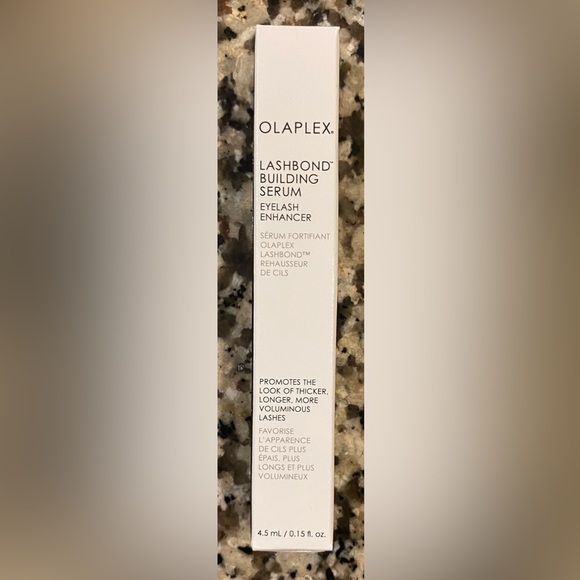 OLAPLEX®
LASHBOND™
BUILDING
SERUM
EYELASH
ENHANCER
SÉRUM FORTIFIANT
OLAPLEX
LASHBOND™
REHAUSSEUR
DE CILS
PROMOTES THE
LOOK OF THICKER,
LONGER, MORE
VOLUMINOUS
LASHES
FAVORISE
L'APPARENCE
DE CILS PLUS
ÉPAIS, PLUS
LONGS ET PLUS
VOLUMINEUX
4.5 mL / 0.15 fl. oz.